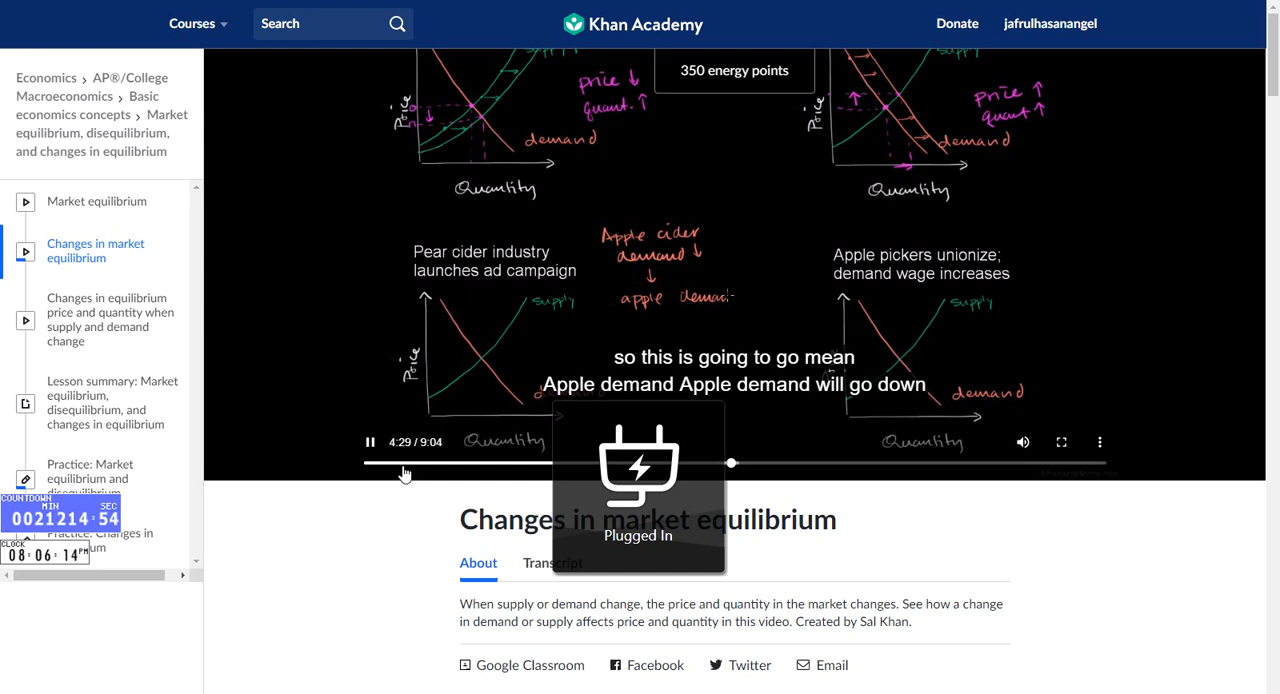 Courses
Search
Khan Academy
Donate
jafrulhasanangel
Economics > AP®/College
Macroeconomics > Basic
economics concepts > Market
equilibrium, disequilibrium,
and changes in equilibrium
Market equilibrium
Changes in market
equilibrium
Changes in equilibrium
price and quantity when
supply and demand
change
Lesson summary: Market
equilibrium,
disequilibrium, and
changes in equilibrium
Practice: Market
equilibrium and
disequilibrium
Practice: Changes in
COUNTDOWN
MIN SEC
0021214:54
CLOCK
08:06:14PM
350 energy points
supply
price ↓
quant. ↑
Price
demand
Quantity
supply
price ↑
quant ↑
Price
demand
Quantity
Pear cider industry
launches ad campaign
Apple cider
demand ↓
↓
apple deman
supply
Price
Quantity
Apple pickers unionize;
demand wage increases
supply
demand
Quantity
so this is going to go mean
Apple demand Apple demand will go down
4:29 / 9:04
Plugged In
Changes in market equilibrium
About
Transcript
When supply or demand change, the price and quantity in the market changes. See how a change
in demand or supply affects price and quantity in this video. Created by Sal Khan.
Google Classroom
Facebook
Twitter
Email